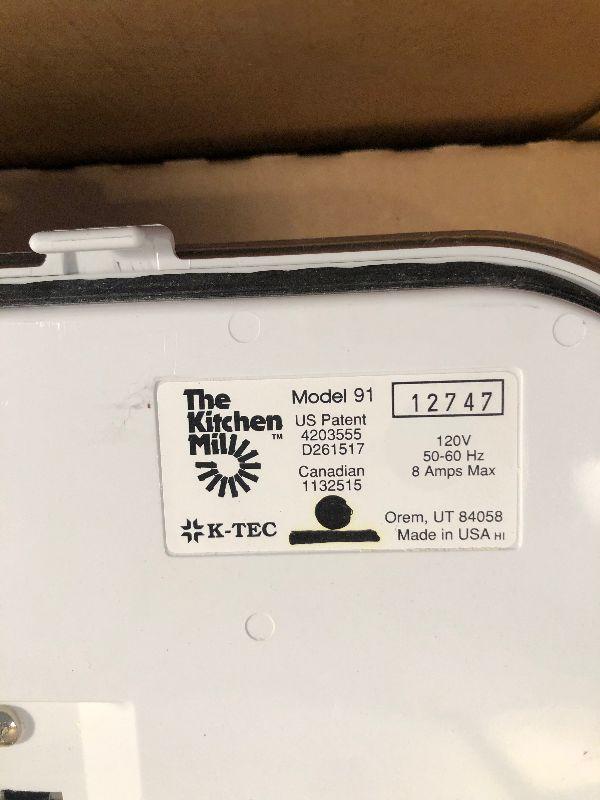 The
Kitchen
Mill™
K-TEC
Model 91
US Patent
4203555
D261517
Canadian
1132515
12747
120V
50-60 Hz
8 Amps Max
Orem, UT 84058
Made in USA HI